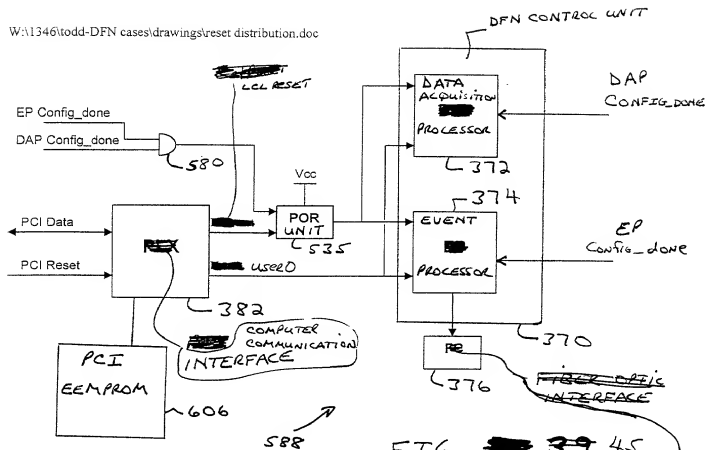 DFN CONTROL UNIT
W:\1346\todd-DFN cases\drawings\reset distribution.doc
LCL RESET
DATA
ACQUISITION
PROCESSOR
DAP
CONFIG_DONE
EP Config_done
DAP Config_done
580
372
Vcc
374
PCI Data
POR
UNIT
EVENT
PROCESSOR
EP
Config_done
535
PCI Reset
USER0
382
COMPUTER
COMMUNICATION
INTERFACE
370
PCI
EEMPROM
376
FIBER OPTIC
INTERFACE
606
588
FIG 39 45